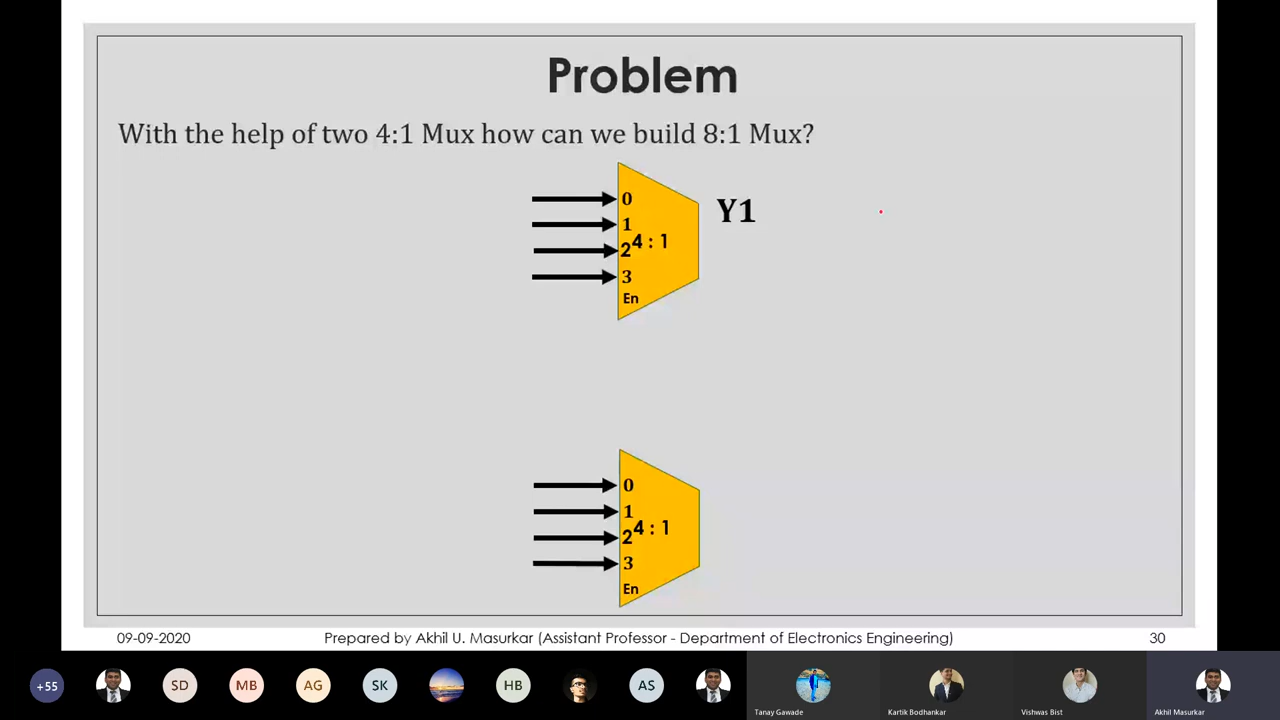 Problem
With the help of two 4:1 Mux how can we build 8:1 Mux?
0
Y1
1
4 : 1
2
3
En
0
1
4 : 1
2
3
En
09-09-2020 Prepared by Akhil U. Masurkar (Assistant Professor - Department of Electronics Engineering) 30
+55 SD MB AG SK HB AS
Tanay Gawade Kartik Bodhankar Vishwas Bist Akhil Masurkar